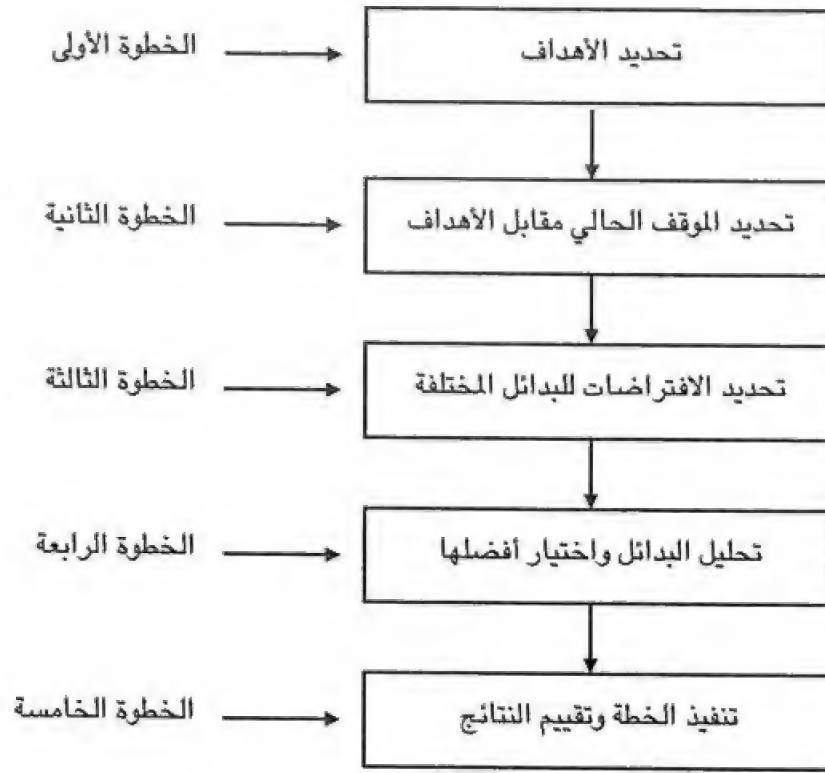 الخطوة الأولى
تحديد الأهداف
الخطوة الثانية
تحديد الموقف الحالي مقابل الأهداف
الخطوة الثالثة
تحديد الافتراضات للبدائل المختلفة
الخطوة الرابعة
تحليل البدائل واختيار أفضلها
الخطوة الخامسة
تنفيذ الخطة وتقييم النتائج